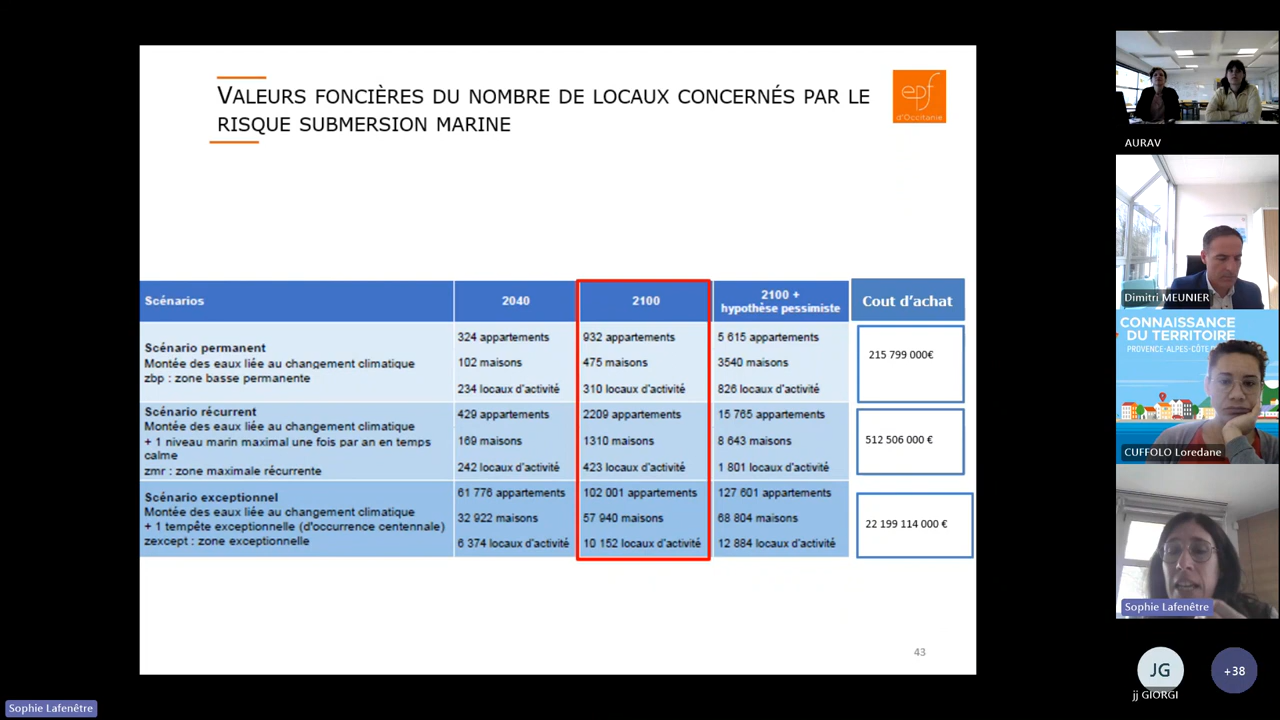 VALEURS FONCIÈRES DU NOMBRE DE LOCAUX CONCERNÉS PAR LE
RISQUE SUBMERSION MARINE
epf
d'Occitanie
Scénarios
2040
2100
2100 +
hypothèse pessimiste
Cout d'achat
Scénario permanent
Montée des eaux liée au changement climatique
zbp : zone basse permanente
324 appartements
102 maisons
234 locaux d'activité
932 appartements
475 maisons
310 locaux d'activité
5 615 appartements
3540 maisons
826 locaux d'activité
215 799 000€
Scénario récurrent
Montée des eaux liée au changement climatique
+ 1 niveau marin maximal une fois par an en temps
calme
zmr : zone maximale récurrente
429 appartements
169 maisons
242 locaux d'activité
2209 appartements
1310 maisons
423 locaux d'activité
15 765 appartements
8 643 maisons
1 801 locaux d'activité
512 506 000 €
Scénario exceptionnel
Montée des eaux liée au changement climatique
+ 1 tempête exceptionnelle (d'occurrence centennale)
zexcept : zone exceptionnelle
61 776 appartements
32 922 maisons
6 374 locaux d'activité
102 001 appartements
57 940 maisons
10 152 locaux d'activité
127 601 appartements
68 804 maisons
12 884 locaux d'activité
22 199 114 000 €
43
Sophie Lafenêtre
AURAV
Dimitri MEUNIER
CONNAISSANCE
DU TERRITOIRE
PROVENCE-ALPES-CÔTE
CUFFOLO Loredane
Sophie Lafenêtre
JG
jj GIORGI
+38